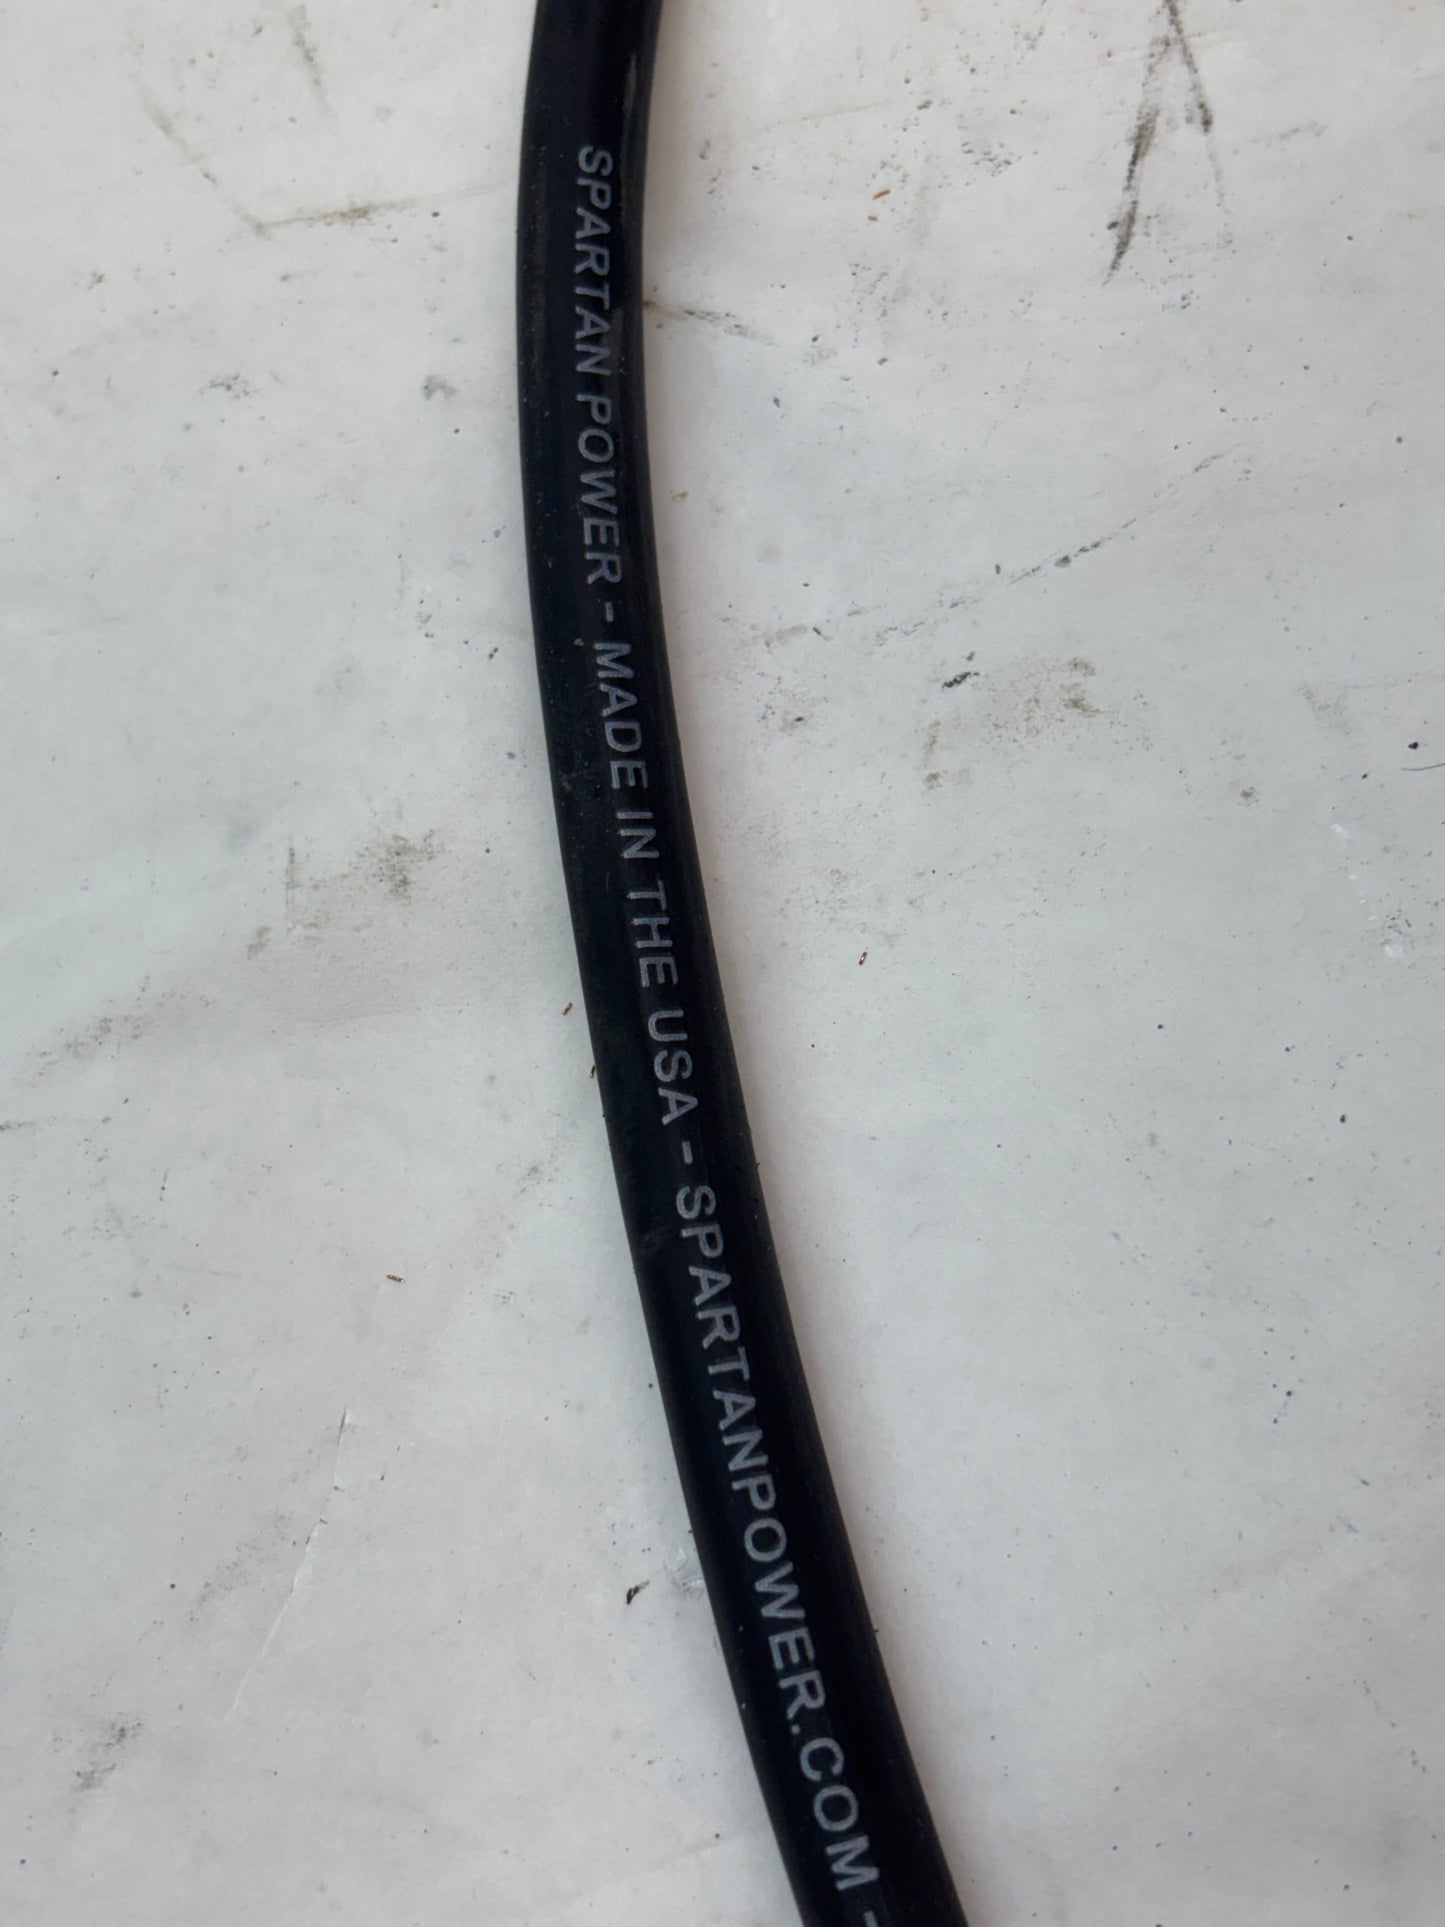 SPARTAN POWER - MADE IN THE USA - SPARTANPOWER.COM -